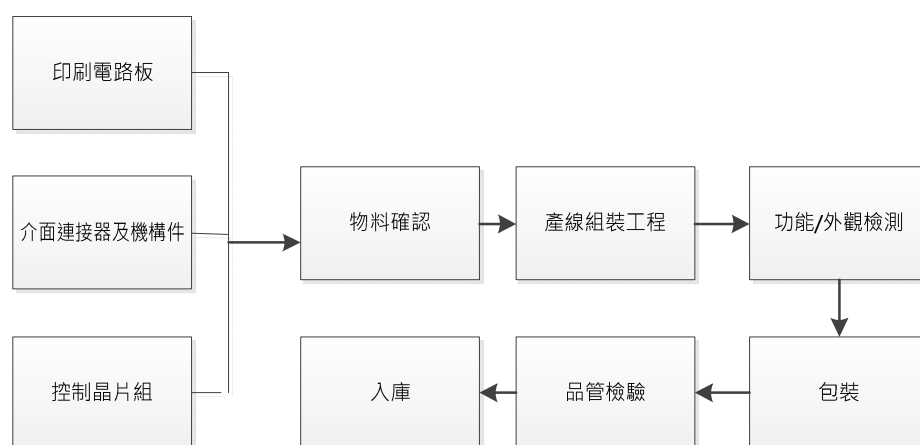 印刷電路板
介面連接器及機構件
控制晶片組
物料確認
產線組裝工程
功能/外觀檢測
包裝
品管檢驗
入庫